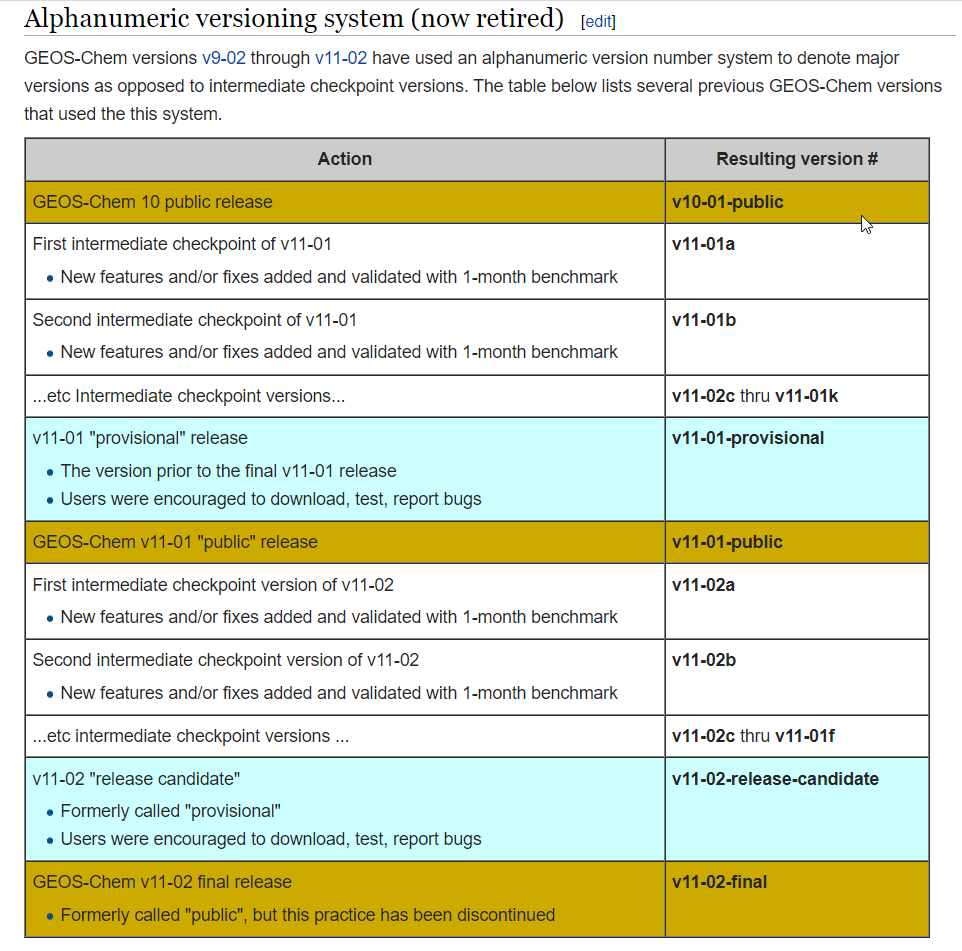 Alphanumeric versioning system (now retired) [edit]
GEOS-Chem versions v9-02 through v11-02 have used an alphanumeric version number system to denote major
versions as opposed to intermediate checkpoint versions. The table below lists several previous GEOS-Chem versions
that used the this system.
Action Resulting version #
GEOS-Chem 10 public release v10-01-public
First intermediate checkpoint of v11-01 v11-01a
• New features and/or fixes added and validated with 1-month benchmark
Second intermediate checkpoint of v11-01 v11-01b
• New features and/or fixes added and validated with 1-month benchmark
...etc Intermediate checkpoint versions... v11-02c thru v11-01k
v11-01 "provisional" release v11-01-provisional
• The version prior to the final v11-01 release
• Users were encouraged to download, test, report bugs
GEOS-Chem v11-01 "public" release v11-01-public
First intermediate checkpoint version of v11-02 v11-02a
• New features and/or fixes added and validated with 1-month benchmark
Second intermediate checkpoint version of v11-02 v11-02b
• New features and/or fixes added and validated with 1-month benchmark
...etc intermediate checkpoint versions ... v11-02c thru v11-01f
v11-02 "release candidate" v11-02-release-candidate
• Formerly called "provisional"
• Users were encouraged to download, test, report bugs
GEOS-Chem v11-02 final release v11-02-final
• Formerly called "public", but this practice has been discontinued